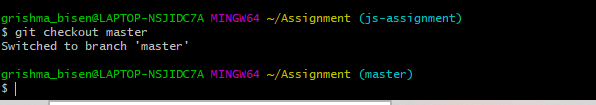 grishma_bisen@LAPTOP-NSJIDC7A MINGW64 ~/Assignment (js-assignment)
$ git checkout master
Switched to branch 'master'
grishma_bisen@LAPTOP-NSJIDC7A MINGW64 ~/Assignment (master)
$